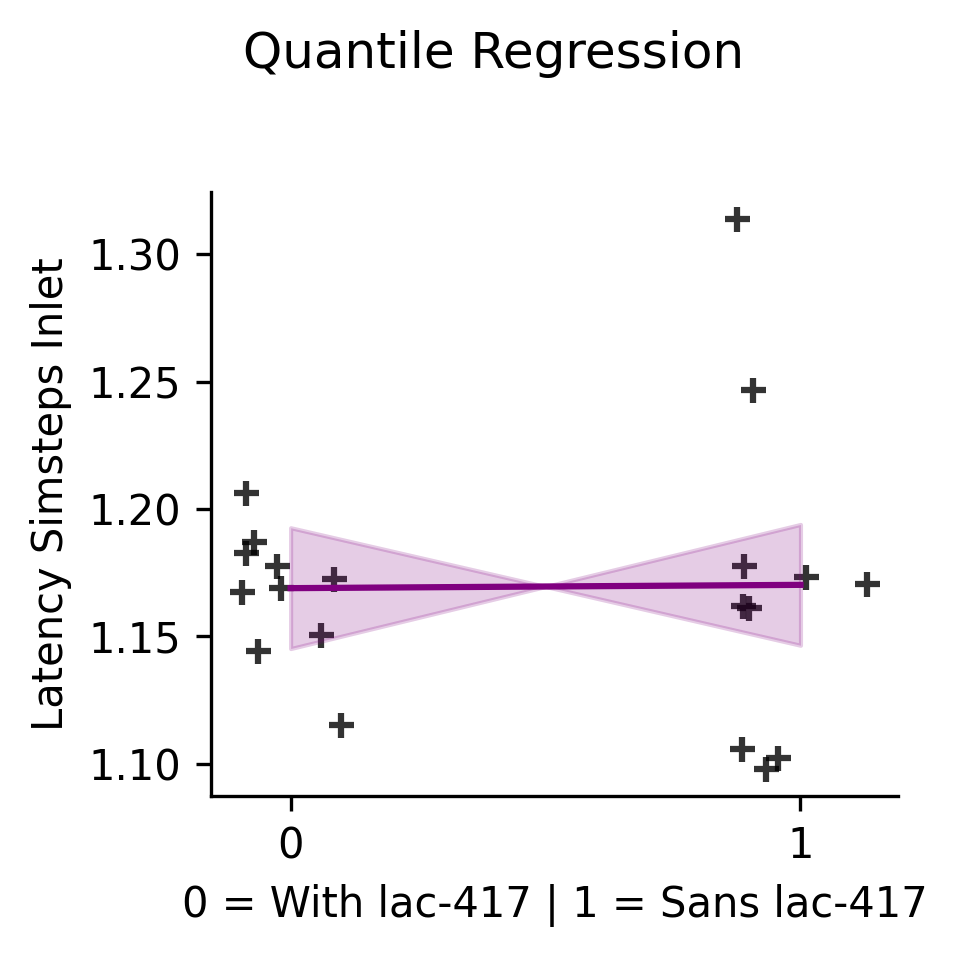 Quantile Regression
Latency Simsteps Inlet
1.30
1.25
1.20
1.15
1.10
0
1
0 = With lac-417 | 1 = Sans lac-417